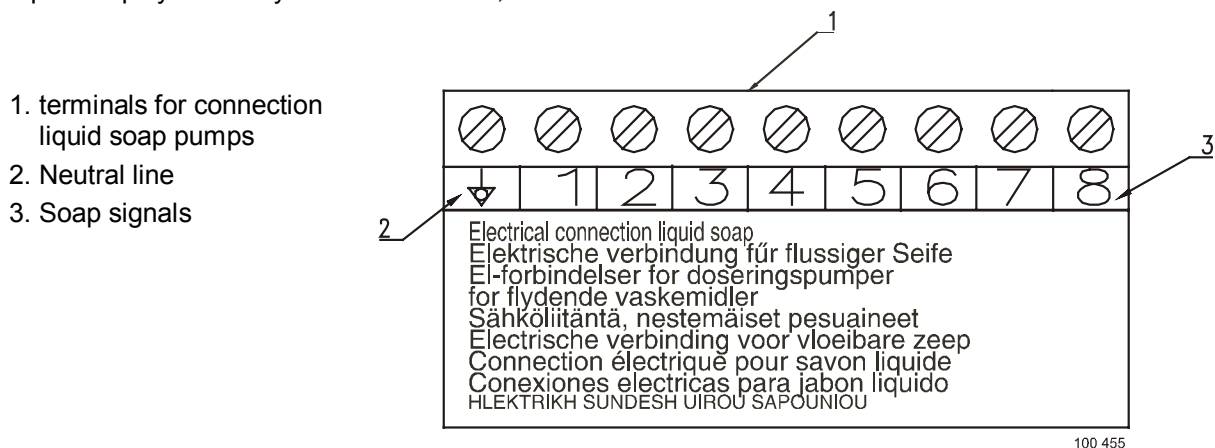 1
1. terminals for connection
liquid soap pumps
2. Neutral line
3. Soap signals
3
2
1 2 3 4 5 6 7 8
Electrical connection liquid soap
Elektrische verbindung fűr flussiger Seife
El-forbindelser for doseringspumper
for flydende vaskemidler
Sähköliitäntä, nestemäiset pesuaineet
Electrische verbinding voor vloeibare zeep
Connection électrique pour savon liquide
Conexiones electricas para jabon liquido
HLEKTRIKH SUNDESH UIROU SAPOUNIOU
100 455